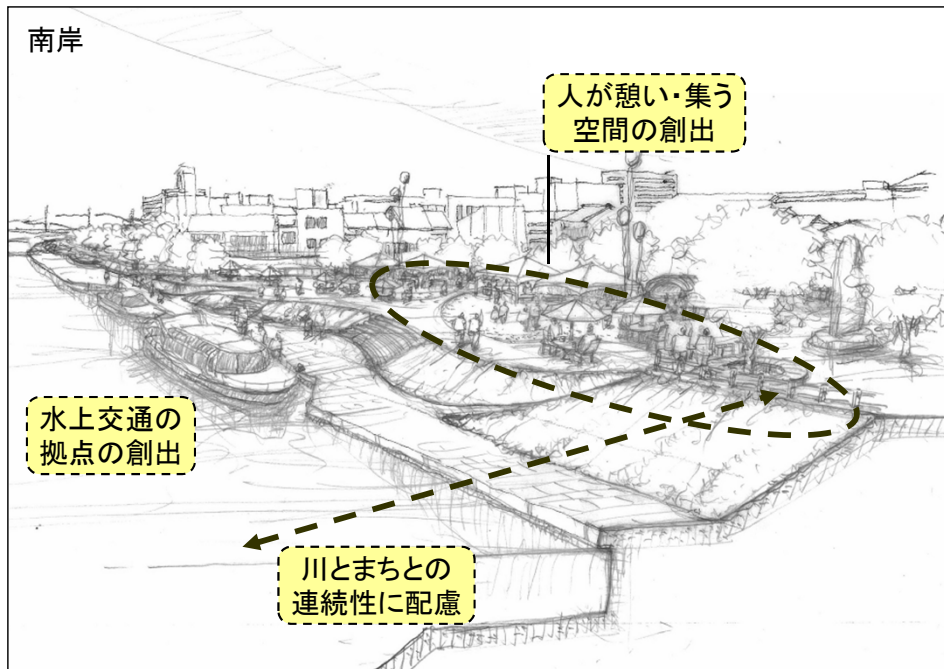 南岸
人が憩い・集う
空間の創出
水上交通の
拠点の創出
川とまちとの
連続性に配慮